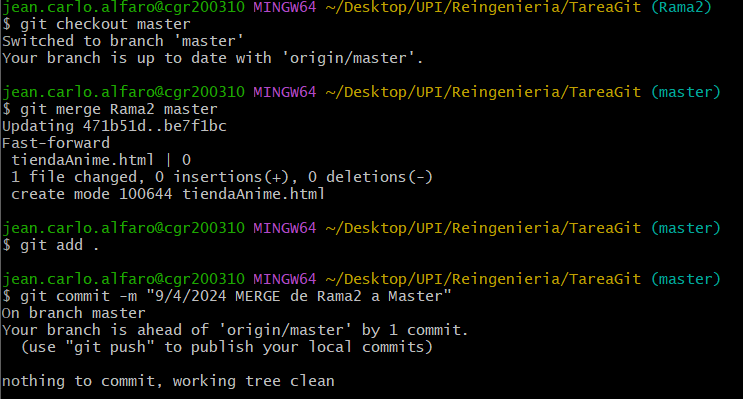 jean.carlo.alfaro@cgr200310 MINGW64 ~/Desktop/UPI/Reingenieria/TareaGit (Rama2)
$ git checkout master
Switched to branch 'master'
Your branch is up to date with 'origin/master'.

jean.carlo.alfaro@cgr200310 MINGW64 ~/Desktop/UPI/Reingenieria/TareaGit (master)
$ git merge Rama2 master
Updating 471b51d..be7f1bc
Fast-forward
 tiendaAnime.html | 0
 1 file changed, 0 insertions(+), 0 deletions(-)
 create mode 100644 tiendaAnime.html

jean.carlo.alfaro@cgr200310 MINGW64 ~/Desktop/UPI/Reingenieria/TareaGit (master)
$ git add .

jean.carlo.alfaro@cgr200310 MINGW64 ~/Desktop/UPI/Reingenieria/TareaGit (master)
$ git commit -m "9/4/2024 MERGE de Rama2 a Master"
On branch master
Your branch is ahead of 'origin/master' by 1 commit.
  (use "git push" to publish your local commits)

nothing to commit, working tree clean